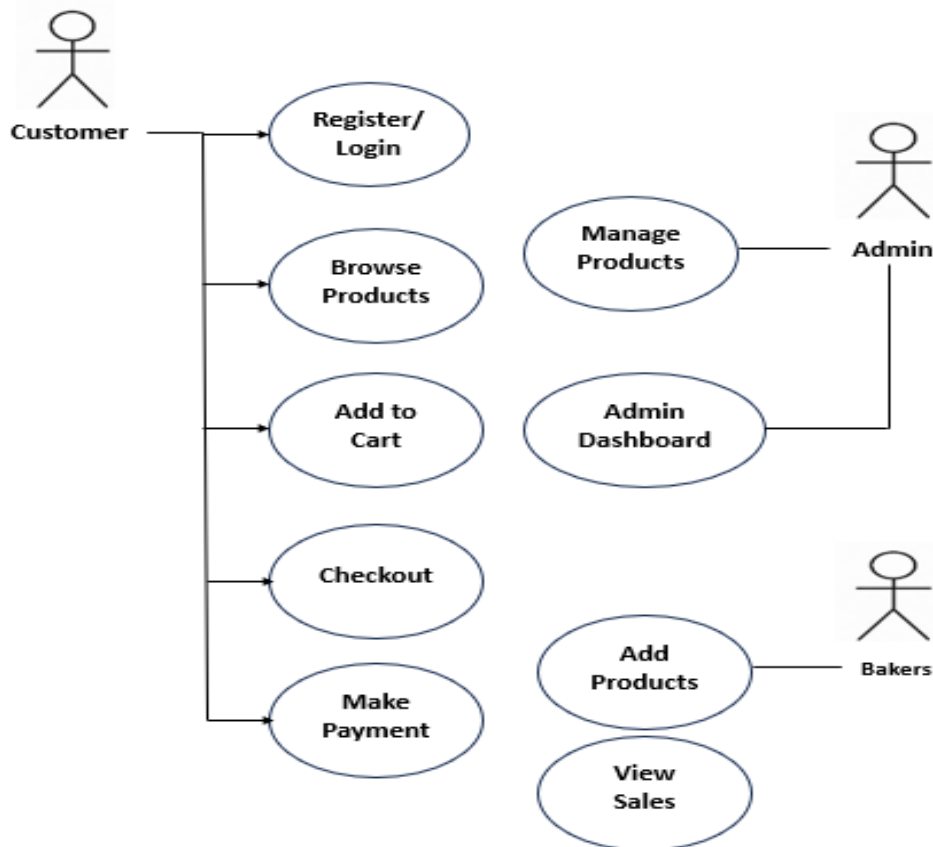 Customer
Register/
Login
Browse
Products
Add to
Cart
Checkout
Make
Payment
Manage
Products
Admin
Admin
Dashboard
Add
Products
Bakers
View
Sales